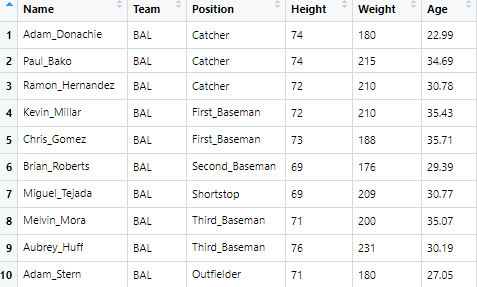 Name Team Position Height Weight Age
1 Adam_Donachie BAL Catcher 74 180 22.99
2 Paul_Bako BAL Catcher 74 215 34.69
3 Ramon_Hernandez BAL Catcher 72 210 30.78
4 Kevin_Millar BAL First_Baseman 72 210 35.43
5 Chris_Gomez BAL First_Baseman 73 188 35.71
6 Brian_Roberts BAL Second_Baseman 69 176 29.39
7 Miguel_Tejada BAL Shortstop 69 209 30.77
8 Melvin_Mora BAL Third_Baseman 71 200 35.07
9 Aubrey_Huff BAL Third_Baseman 76 231 30.19
10 Adam_Stern BAL Outfielder 71 180 27.05